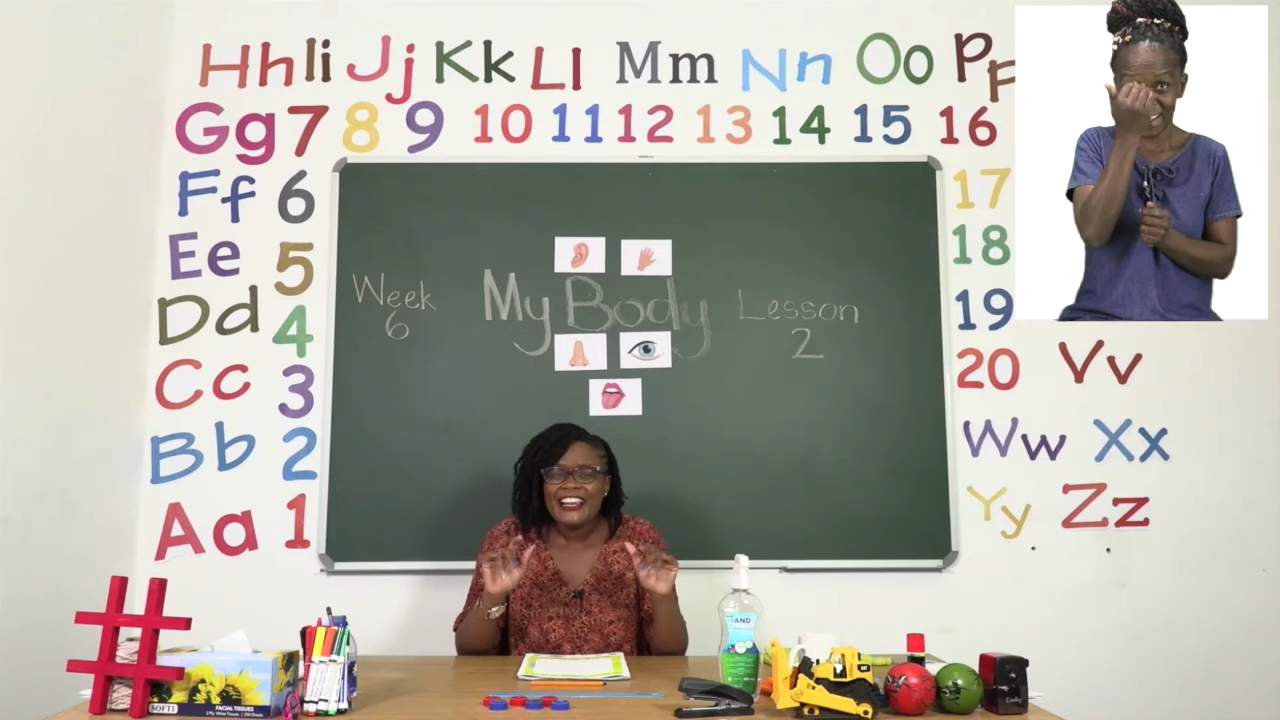 Hh Ii Jj Kk Ll Mm Nn Oo Pp
Gg 7 8 9 10 11 12 13 14 15 16
Ff 6 17
Ee 5 18
Dd 4 19
Cc 3 20 Vv
Bb 2 Ww Xx
Aa 1 Yy Zz
Week
6
My Body
Lesson
2
SOFTI
FACIAL TISSUES
HAND
CAT